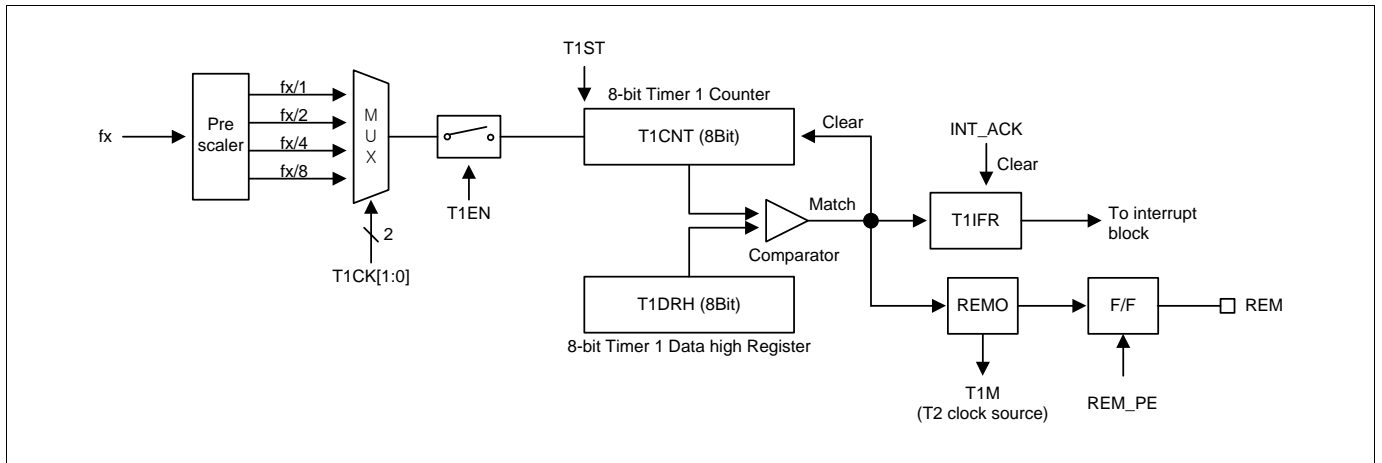 T1ST
8-bit Timer 1 Counter
fx
Pre
scaler
fx/1
fx/2
fx/4
fx/8
M
U
X
T1CK[1:0]
2
T1EN
T1CNT (8Bit)
Clear
INT_ACK
Clear
Match
Comparator
T1IFR
To interrupt
block
T1DRH (8Bit)
8-bit Timer 1 Data high Register
REMO
F/F
REM
T1M
(T2 clock source)
REM_PE